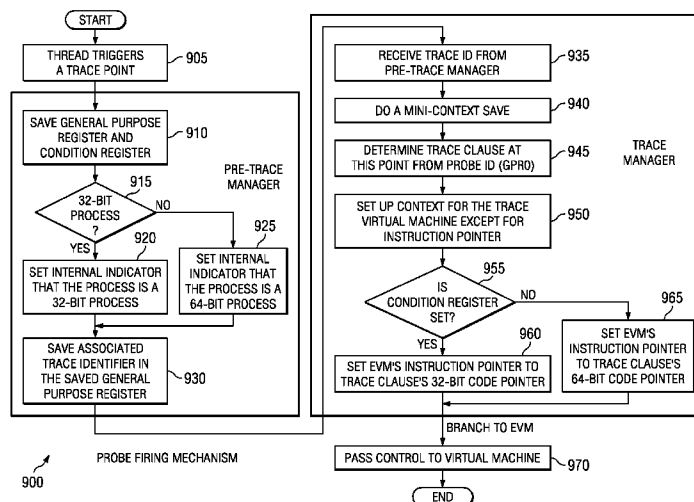 START
THREAD TRIGGERS
A TRACE POINT
905
SAVE GENERAL PURPOSE
REGISTER AND
CONDITION REGISTER
910
PRE-TRACE
MANAGER
915
32-BIT
PROCESS
?
NO
YES
920
SET INTERNAL INDICATOR
THAT THE PROCESS IS A
32-BIT PROCESS
925
SET INTERNAL
INDICATOR THAT
THE PROCESS IS A
64-BIT PROCESS
SAVE ASSOCIATED
TRACE IDENTIFIER IN
THE SAVED GENERAL
PURPOSE REGISTER
930
PROBE FIRING MECHANISM
900
RECEIVE TRACE ID FROM
PRE-TRACE MANAGER
935
DO A MINI-CONTEXT SAVE
940
DETERMINE TRACE CLAUSE AT
THIS POINT FROM PROBE ID (GPR0)
945
TRACE
MANAGER
SET UP CONTEXT FOR THE TRACE
VIRTUAL MACHINE EXCEPT FOR
INSTRUCTION POINTER
950
955
IS
CONDITION REGISTER
SET?
NO
YES
960
SET EVM'S INSTRUCTION POINTER TO
TRACE CLAUSE'S 32-BIT CODE POINTER
965
SET EVM'S
INSTRUCTION POINTER
TO TRACE CLAUSE'S
64-BIT CODE POINTER
BRANCH TO EVM
PASS CONTROL TO VIRTUAL MACHINE
970
END